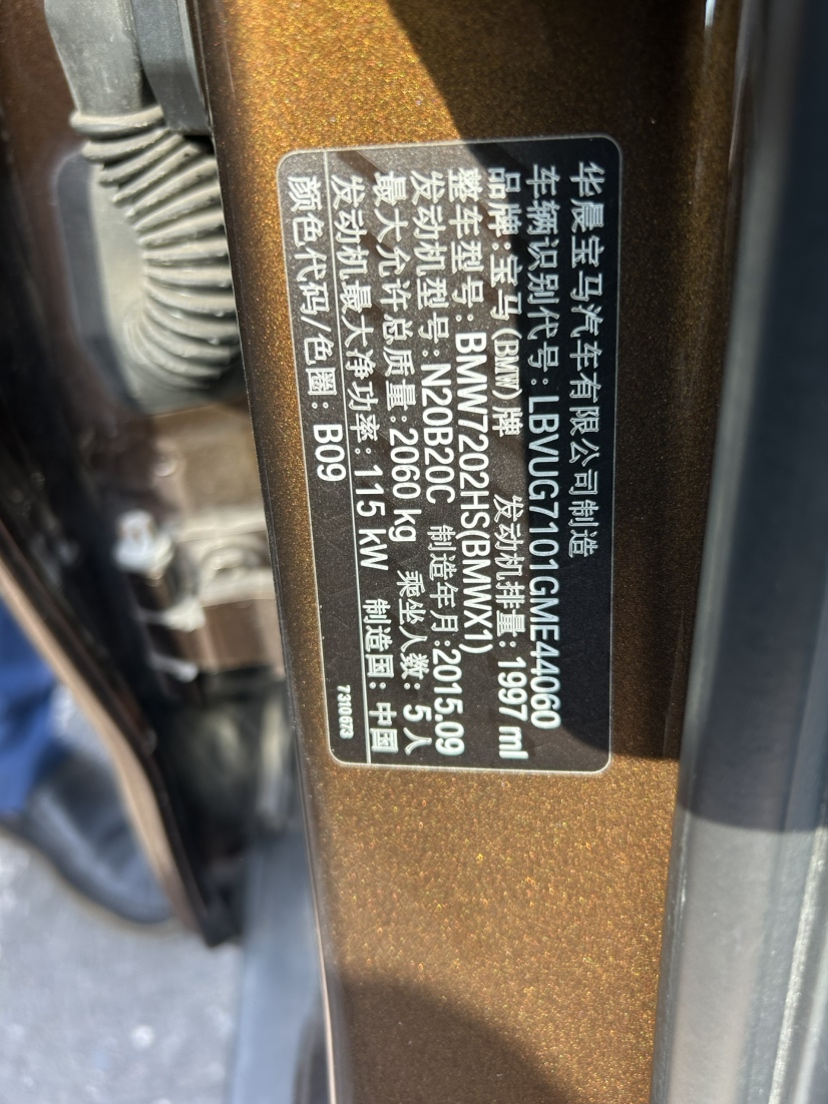 华晨宝马汽车有限公司制造
车辆识别代号: LBVUG7101GME44060
品牌: 宝马(BMW)牌 发动机排量: 1997 ml
整车型号: BMW7202HS(BMWX1)
发动机型号: N20B20C 制造年月: 2015.09
最大允许总质量: 2060 kg 乘坐人数: 5 人
发动机最大净功率: 115 kW 制造国: 中国
颜色代码/色圈: B09
7310673